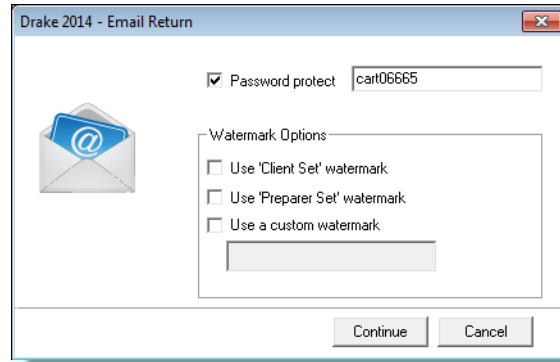 Drake 2014 - Email Return
Password protect cart06665
@
Watermark Options
Use 'Client Set' watermark
Use 'Preparer Set' watermark
Use a custom watermark
Continue Cancel